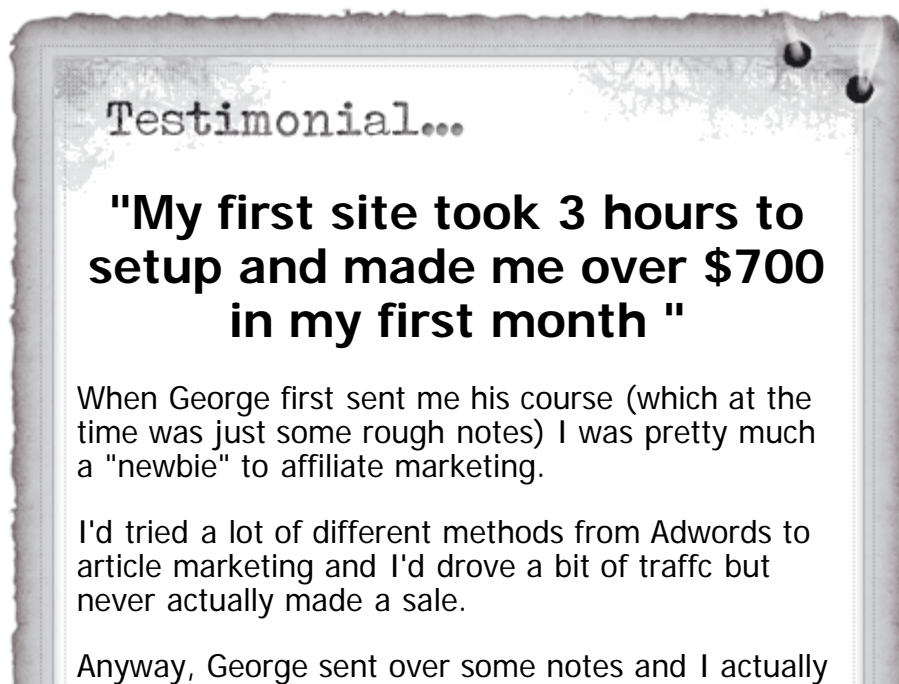 Testimonial...
"My first site took 3 hours to
setup and made me over $700
in my first month "
When George first sent me his course (which at the
time was just some rough notes) I was pretty much
a "newbie" to affiliate marketing.
I'd tried a lot of different methods from Adwords to
article marketing and I'd drove a bit of traffc but
never actually made a sale.
Anyway, George sent over some notes and I actually